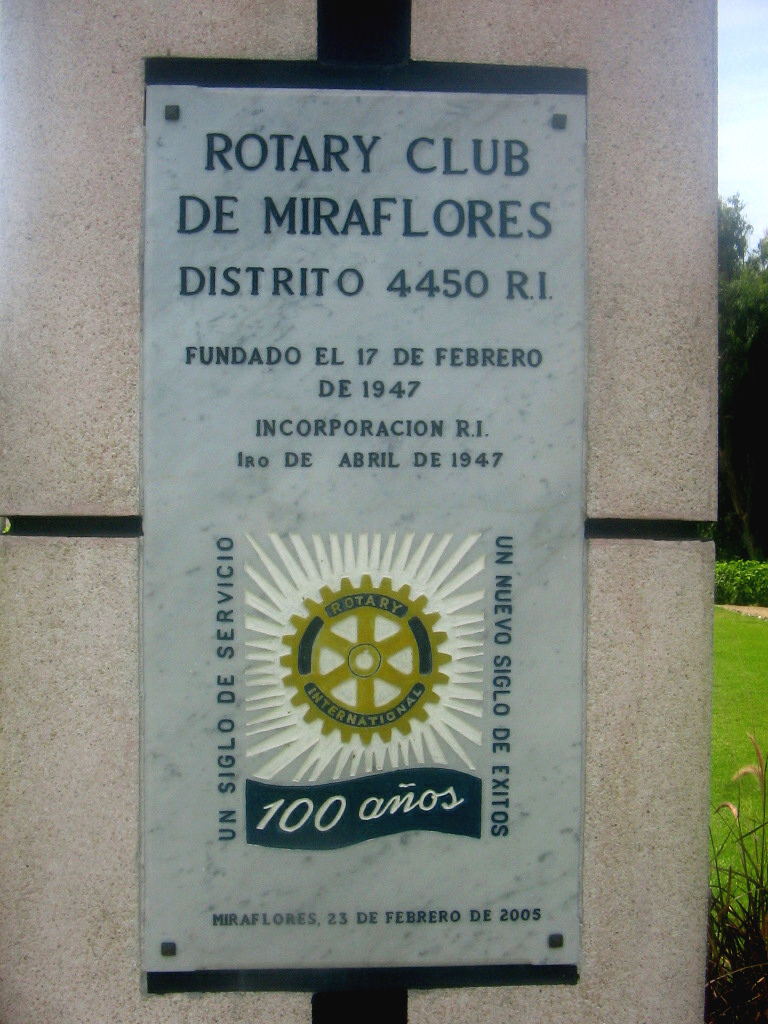 ROTARY CLUB
DE MIRAFLORES
DISTRITO 4450 R.I.
FUNDADO EL 17 DE FEBRERO
DE 1947
INCORPORACION R.I.
1RO DE ABRIL DE 1947
UN SIGLO DE SERVICIO
ROTARY
INTERNATIONAL
100 años
UN NUEVO SIGLO DE EXITOS
MIRAFLORES, 23 DE FEBRERO DE 2005